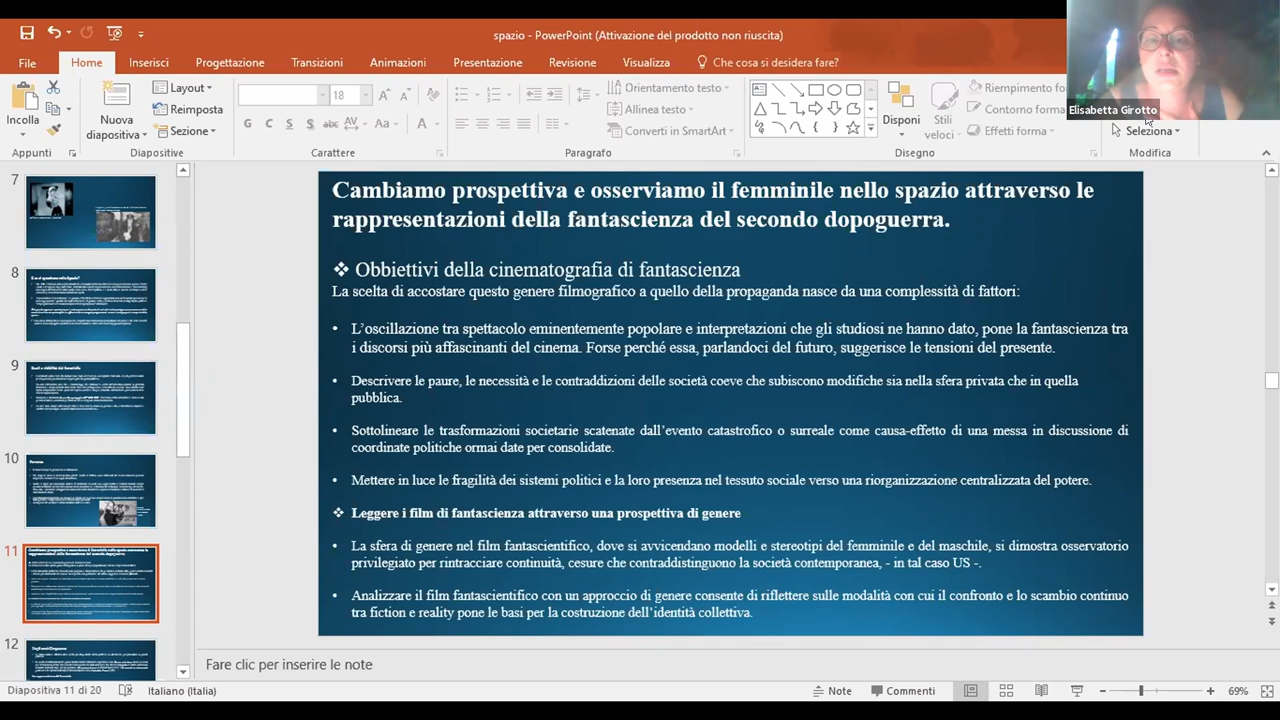 spazio - PowerPoint (Attivazione del prodotto non riuscita)
File Home Inserisci Progettazione Transizioni Animazioni Presentazione Revisione Visualizza Che cosa si desidera fare?
Elisabetta Girotto
Incolla
Nuova diapositiva
Layout
Reimposta
Sezione
18
G C S S abc AV Aa A
Orientamento testo
Allinea testo
Converti in SmartArt
Disponi
Stili veloci
Riempimento
Contorno forma
Effetti forma
Seleziona
Appunti Diapositive Carattere Paragrafo Disegno Modifica
7
8
9
10
11
12
Cambiamo prospettiva e osserviamo il femminile nello spazio attraverso le
rappresentazioni della fantascienza del secondo dopoguerra.
❖ Obbiettivi della cinematografia di fantascienza
La scelta di accostare questo genere filmografico a quello della propaganda nasce da una complessità di fattori:
• L’oscillazione tra spettacolo eminentemente popolare e interpretazioni che gli studiosi ne hanno dato, pone la fantascienza tra
i discorsi più affascinanti del cinema. Forse perché essa, parlandoci del futuro, suggerisce le tensioni del presente.
• Descrivere le paure, le ossessioni e le contraddizioni delle società coeve con sfumature politiche sia nella sfera privata che in quella
pubblica.
• Sottolineare le trasformazioni societarie scatenate dall’evento catastrofico o surreale come causa-effetto di una messa in discussione di
coordinate politiche ormai date per consolidate.
• Mettere in luce le fragilità dei sistemi politici e la loro presenza nel territorio mediante una riorganizzazione centralizzata del potere.
❖ Leggere i film di fantascienza attraverso una prospettiva di genere
• La sfera di genere nel film fantascientifico, dove si avvicendano modelli e stereotipi del femminile e del maschile, si dimostra osservatorio
privilegiato per rintracciare ansie e paure che contraddistinguono una società contemporanea, - in tal caso US -.
• Analizzare il film fantascientifico con un approccio di genere consente di riflettere sulle modalità con cui il confronto e lo scambio continuo
tra fiction e reality pone le basi per la costruzione dell’identità collettiva.
Fare clic per inserire le note
Diapositiva 11 di 20 Italiano (Italia) Note Commenti 69%